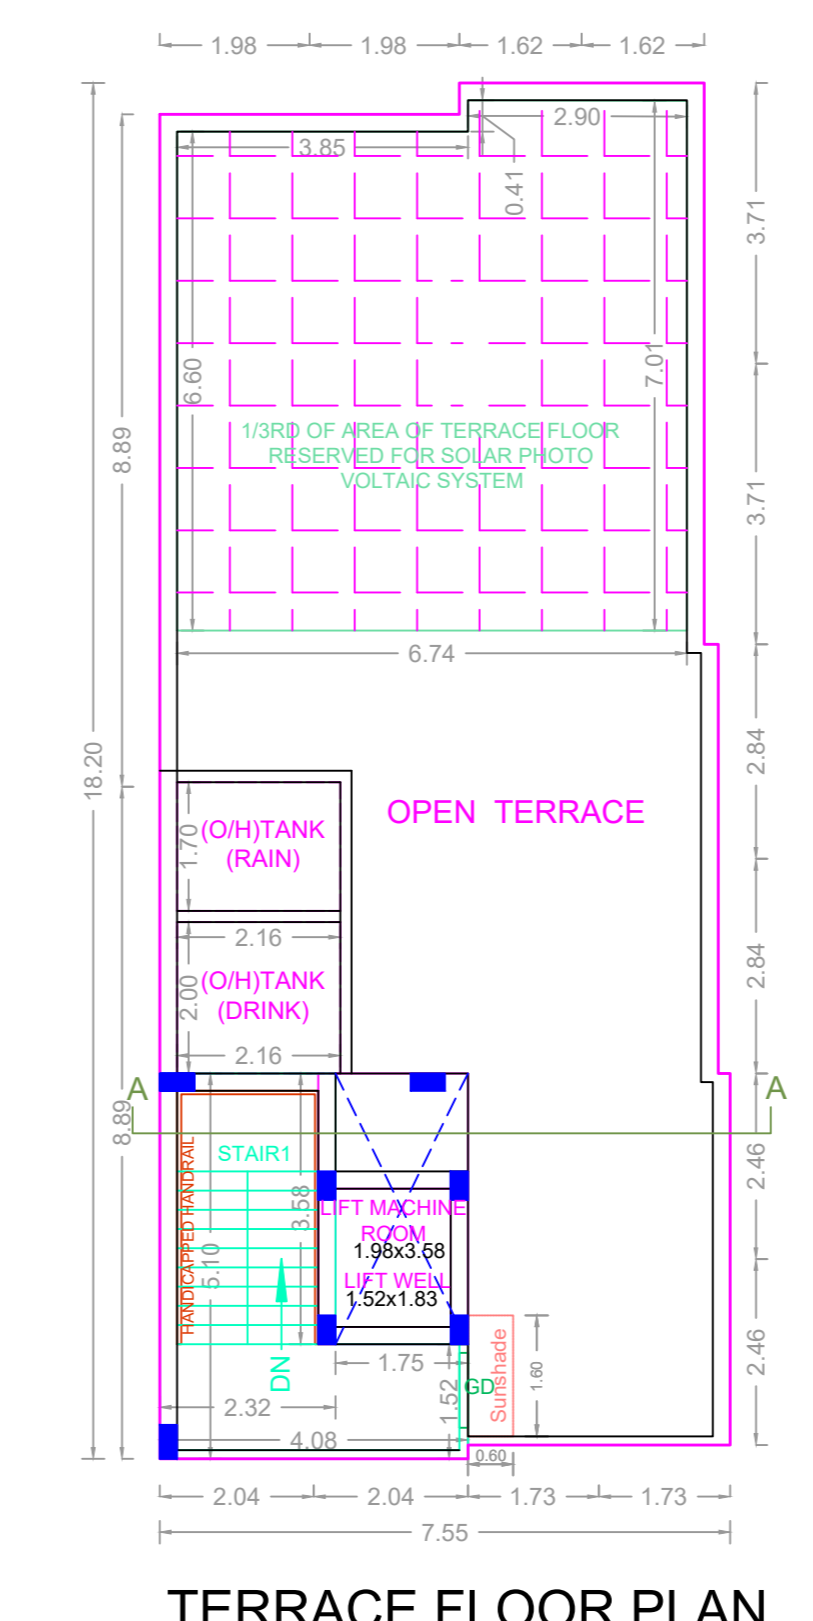 1.98 1.98 1.62 1.62
2.90
3.85
0.41
3.71
6.60
7.01
8.89
1/3RD OF AREA OF TERRACE FLOOR
RESERVED FOR SOLAR PHOTO
VOLTAIC SYSTEM
3.71
6.74
18.20
2.84
OPEN TERRACE
1.70
(O/H)TANK
(RAIN)
2.16
2.84
2.00
(O/H)TANK
(DRINK)
2.16
A A
8.89
STAIR1
HANDICAPPED HANDRAIL
3.58
5.10
2.46
LIFT MACHINE
ROOM
1.98x3.58
LIFT WELL
1.52x1.83
DN
1.75
1.52
GD
Sunshade
1.60
2.46
2.32
4.08
0.60
2.04 2.04 1.73 1.73
7.55
TERRACE FLOOR PLAN